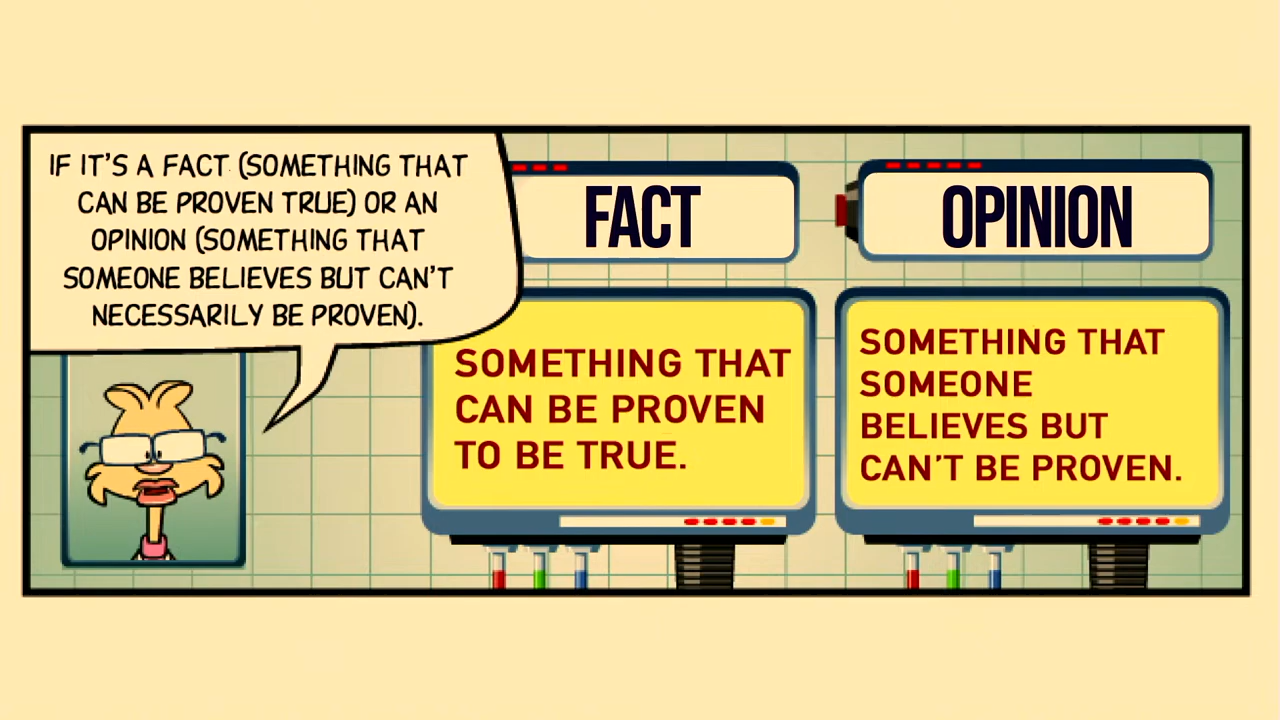 IF IT'S A FACT (SOMETHING THAT
CAN BE PROVEN TRUE) OR AN
OPINION (SOMETHING THAT
SOMEONE BELIEVES BUT CAN'T
NECESSARILY BE PROVEN).
FACT
SOMETHING THAT
CAN BE PROVEN
TO BE TRUE.
OPINION
SOMETHING THAT
SOMEONE
BELIEVES BUT
CAN'T BE PROVEN.